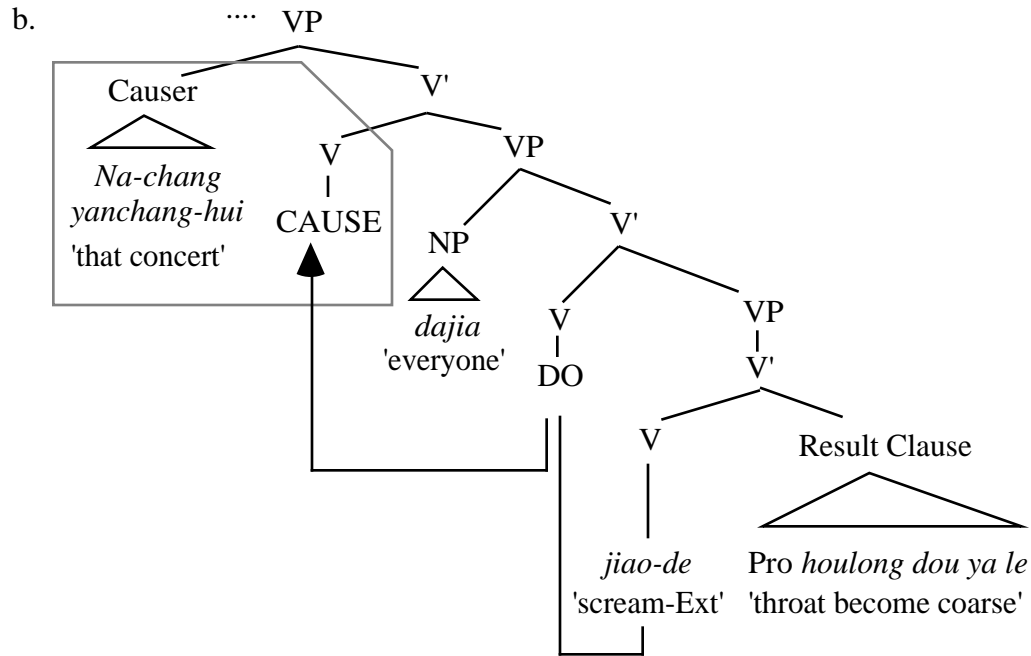 b.
.... VP
Causer V'
V VP
Na-chang
yanchang-hui
'that concert'
CAUSE
NP V'
dajia
'everyone'
V VP
DO V'
V Result Clause
jiao-de Pro houlong dou ya le
'scream-Ext' 'throat become coarse'